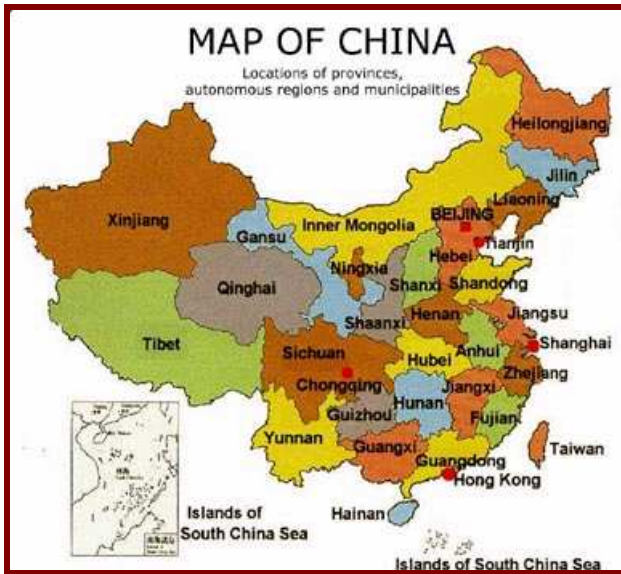 MAP OF CHINA
Locations of provinces,
autonomous regions and municipalities
Heilongjiang
Jilin
Liaoning
Xinjiang
Inner Mongolia
BEIJING
Gansu
Tianjin
Hebei
Ningxia
Qinghai
Shanxi
Shandong
Shaanxi
Henan
Jiangsu
Tibet
Sichuan
Shanghai
Hubei
Anhui
Chongqing
Zhejiang
Hunan
Jiangxi
Guizhou
Fujian
Yunnan
Guangxi
Taiwan
Guangdong
Hong Kong
Hainan
Islands of
South China Sea
Islands of South China Sea